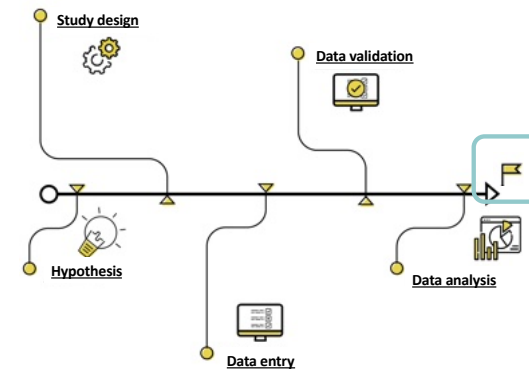 Study design
Data validation
Hypothesis
Data analysis
Data entry